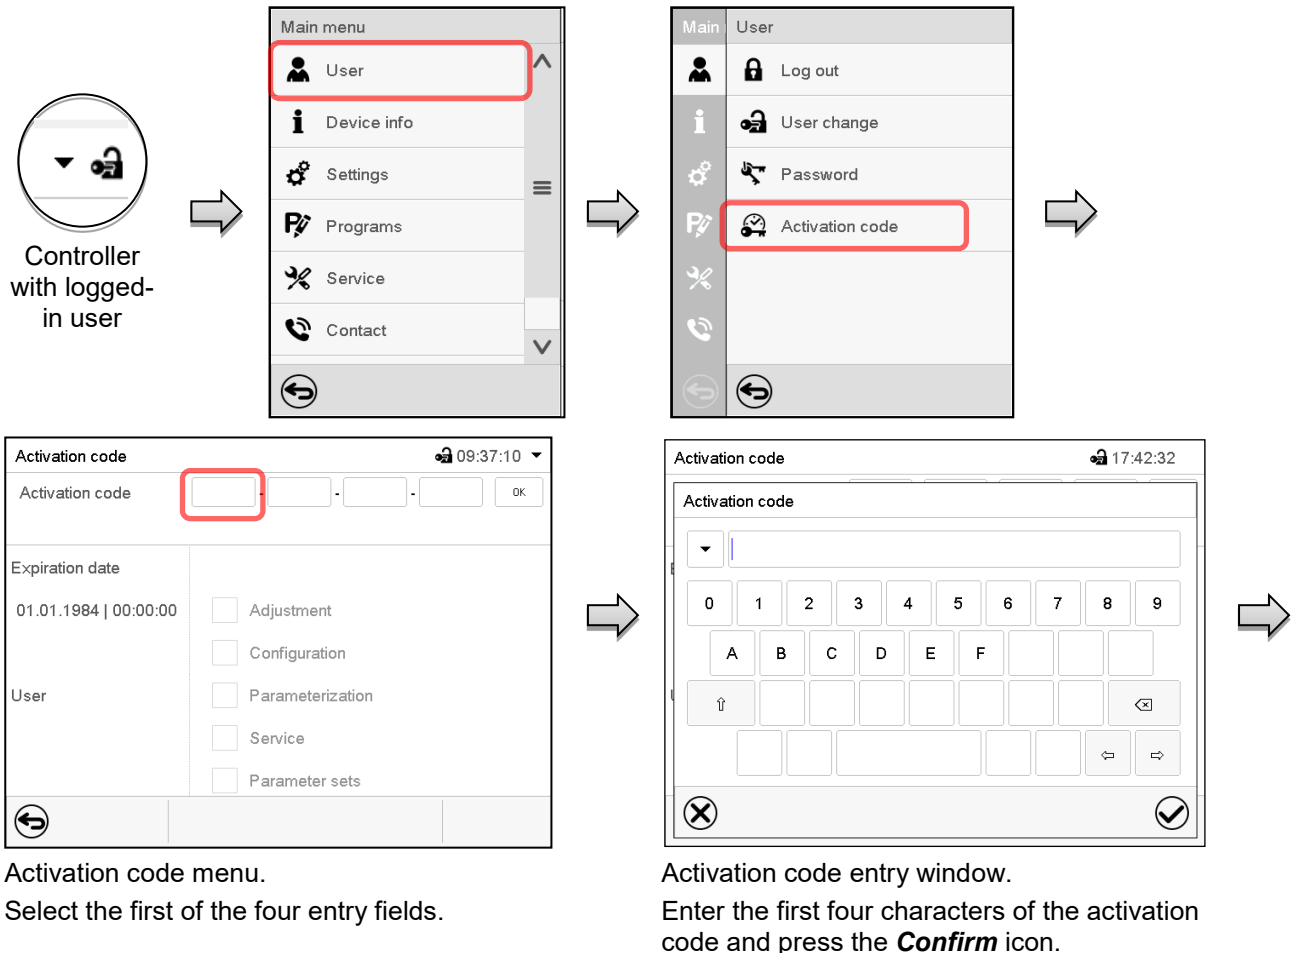 Controller
with logged-
in user
Main menu
User
Device info
Settings
Programs
Service
Contact
Main
User
Log out
User change
Password
Activation code
Activation code
09:37:10
Activation code
-
-
-
OK
Expiration date
01.01.1984 | 00:00:00
Adjustment
Configuration
User
Parameterization
Service
Parameter sets
Activation code menu.
Select the first of the four entry fields.
Activation code
17:42:32
Activation code
0 1 2 3 4 5 6 7 8 9
A B C D E F
Activation code entry window.
Enter the first four characters of the activation
code and press the Confirm icon.